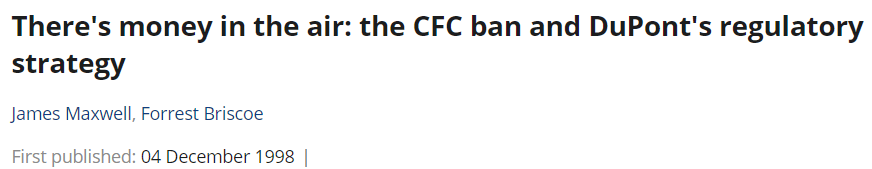 There's money in the air: the CFC ban and DuPont's regulatory
strategy
James Maxwell, Forrest Briscoe
First published: 04 December 1998 |